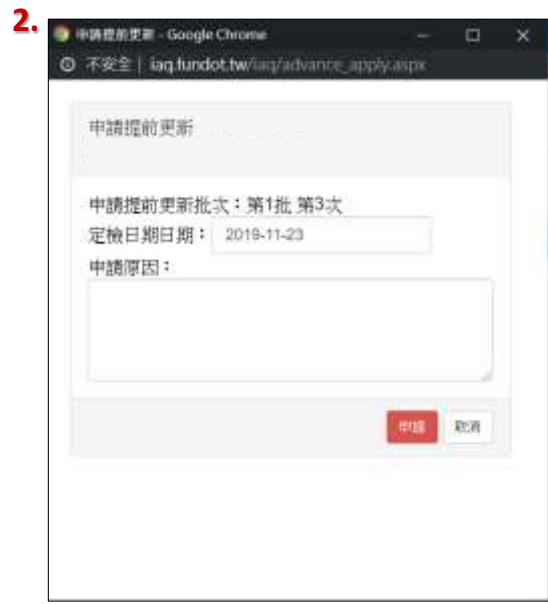 2.
申請提前更新 - Google Chrome
不安全 | iaq.fundot.tw/iaq/advance_apply.aspx
申請提前更新
申請提前更新批次：第1批 第3次
定檢日期日期： 2019-11-23
申請原因：
申請 取消